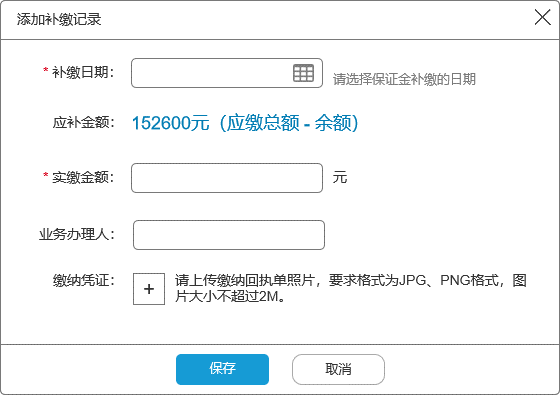 添加补缴记录
* 补缴日期：
请选择保证金补缴的日期
应补金额： 152600元（应缴总额 - 余额）
* 实缴金额： 元
业务办理人：
缴纳凭证： + 请上传缴纳回执单照片，要求格式为JPG、PNG格式，图
片大小不超过2M。
保存 取消